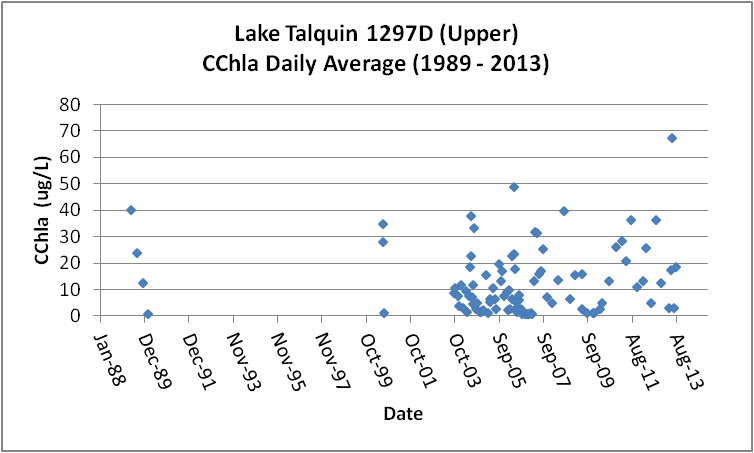 Lake Talquin 1297D (Upper)
CChla Daily Average (1989 - 2013)
80
70
60
50
40
30
20
10
0
CChla (ug/L)
Jan-88
Dec-89
Dec-91
Nov-93
Nov-95
Nov-97
Oct-99
Oct-01
Oct-03
Sep-05
Sep-07
Sep-09
Aug-11
Aug-13
Date